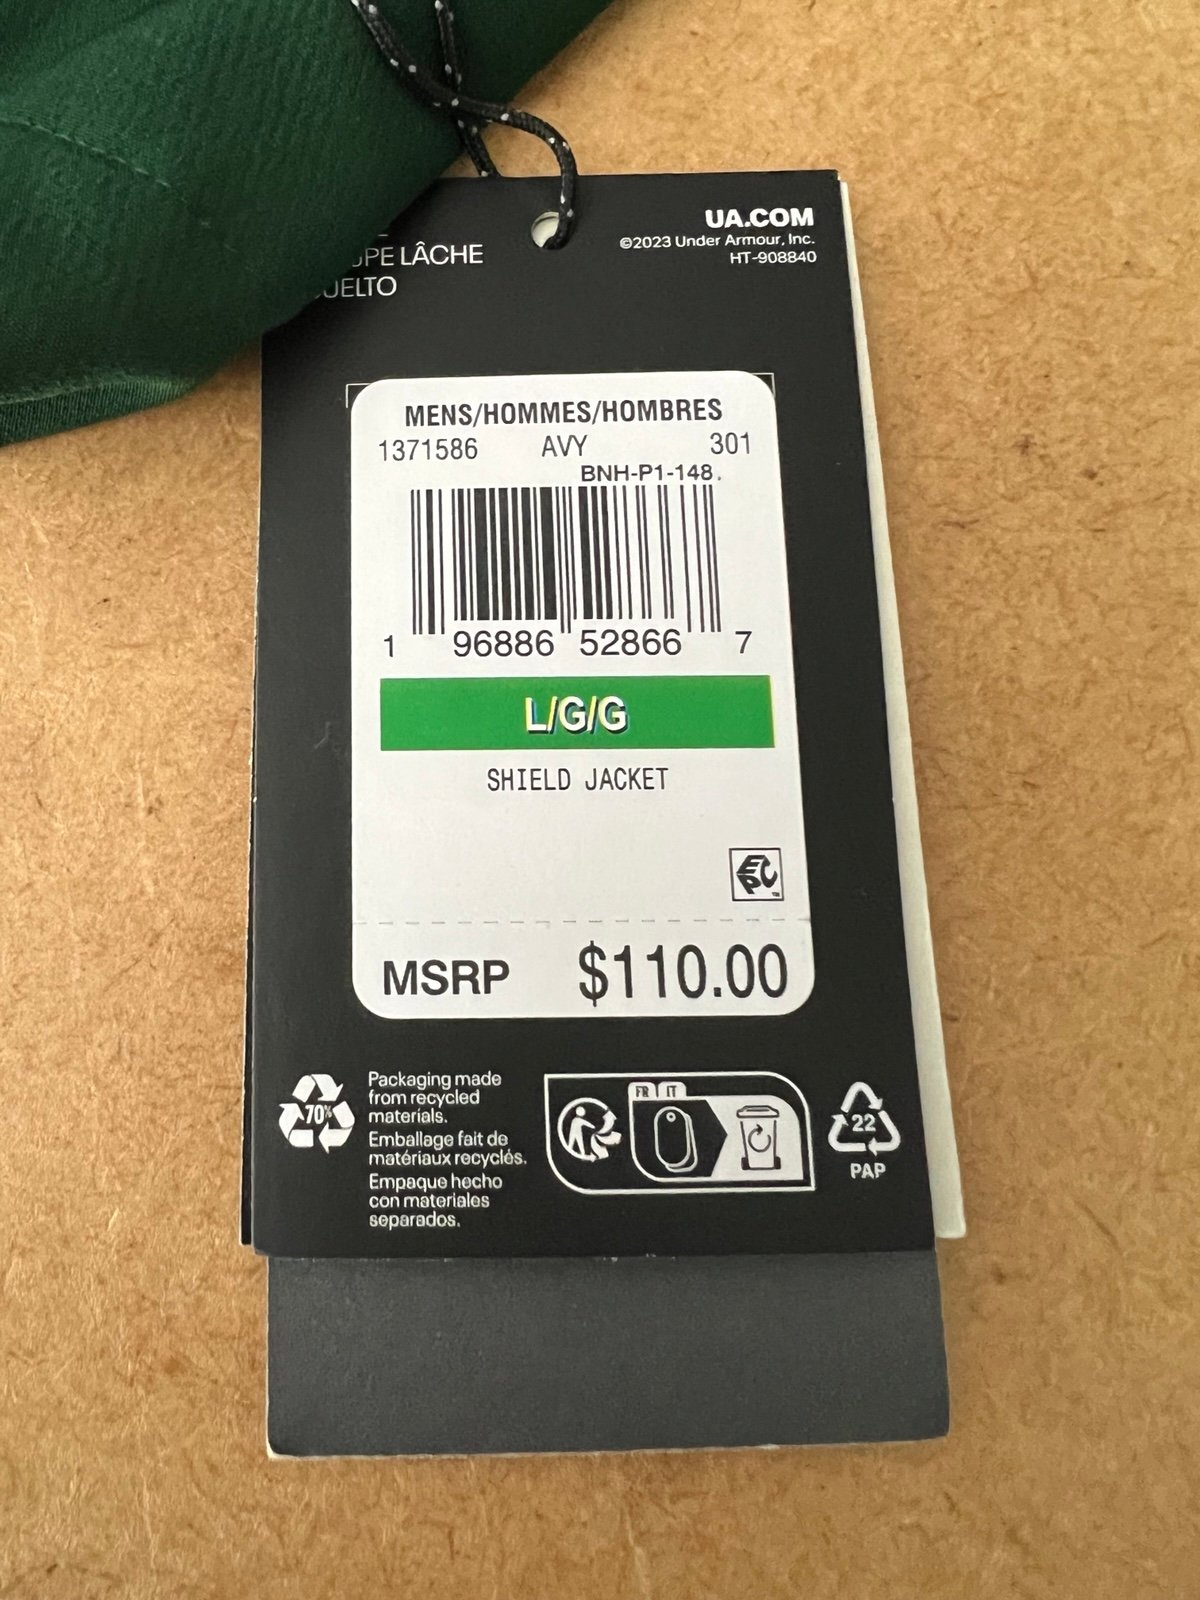 UA.COM
©2023 Under Armour, Inc.
HT-908840
LÂCHE
MENS/HOMMES/HOMBRES
1371586 AVY 301
BNH-P1-148.
1 96886 52866 7
L/G/G
SHIELD JACKET
EPC
MSRP $110.00
70%
Packaging made
from recycled
materials.
Emballage fait de
matériaux recyclés.
Empaque hecho
con materiales
separados.
FR IT
22
PAP